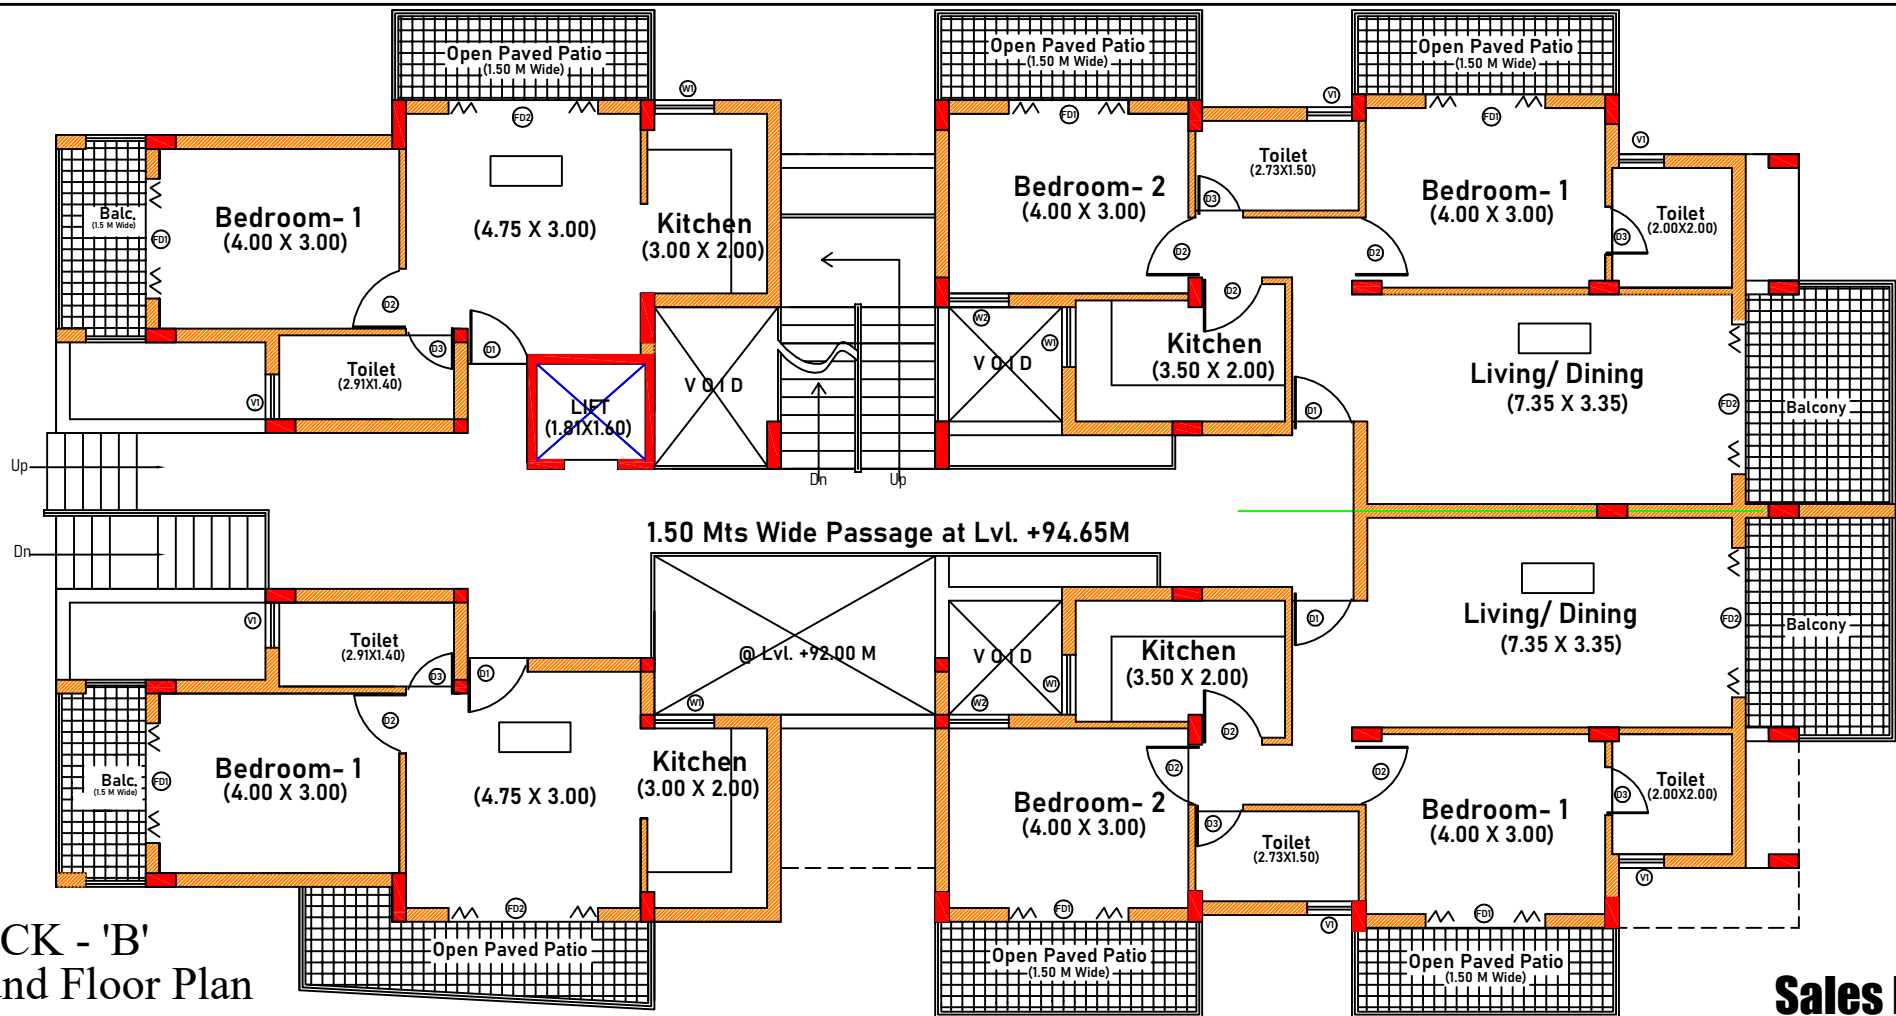 Open Paved Patio
(1.50 M Wide)
Open Paved Patio
(1.50 M Wide)
Open Paved Patio
(1.50 M Wide)
W1
FD2
FD1
V1
FD1
V1
Balc.
(1.5 M Wide)
FD1
Bedroom- 1
(4.00 X 3.00)
(4.75 X 3.00)
Kitchen
(3.00 X 2.00)
Bedroom- 2
(4.00 X 3.00)
Toilet
(2.73X1.50)
D3
Bedroom- 1
(4.00 X 3.00)
Toilet
(2.00X2.00)
D3
D2
D2
D2
D2
D3
D1
Toilet
(2.91X1.40)
V1
LIFT
(1.81X1.60)
VOID
W2
W1
VOID
Kitchen
(3.50 X 2.00)
D1
Living/ Dining
(7.35 X 3.35)
FD2
Balcony
Up
Dn
Dn
Up
1.50 Mts Wide Passage at Lvl. +94.65M
V1
Toilet
(2.91X1.40)
D3
D1
@ Lvl. +92.00 M
W1
VOID
W2
W1
Kitchen
(3.50 X 2.00)
D1
Living/ Dining
(7.35 X 3.35)
FD2
Balcony
D2
D2
D2
D2
Balc.
(1.5 M Wide)
FD1
Bedroom- 1
(4.00 X 3.00)
(4.75 X 3.00)
Kitchen
(3.00 X 2.00)
Bedroom- 2
(4.00 X 3.00)
D3
Toilet
(2.73X1.50)
Bedroom- 1
(4.00 X 3.00)
D3
Toilet
(2.00X2.00)
V1
FD2
FD1
V1
FD1
Open Paved Patio
Open Paved Patio
(1.50 M Wide)
Open Paved Patio
(1.50 M Wide)
CK - 'B'
und Floor Plan
Sales